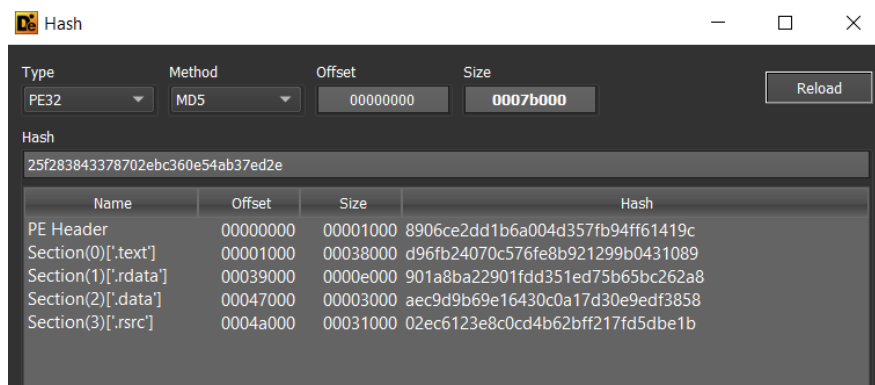 De Hash
Type Method Offset Size
PE32 MD5 00000000 0007b000 Reload
Hash
25f283843378702ebc360e54ab37ed2e
Name Offset Size Hash
PE Header 00000000 00001000 8906ce2dd1b6a004d357fb94ff61419c
Section(0)['.text'] 00001000 00038000 d96fb24070c576fe8b921299b0431089
Section(1)['.rdata'] 00039000 0000e000 901a8ba22901fdd351ed75b65bc262a8
Section(2)['.data'] 00047000 00003000 aec9d9b69e16430c0a17d30e9edf3858
Section(3)['.rsrc'] 0004a000 00031000 02ec6123e8c0cd4b62bff217fd5dbe1b